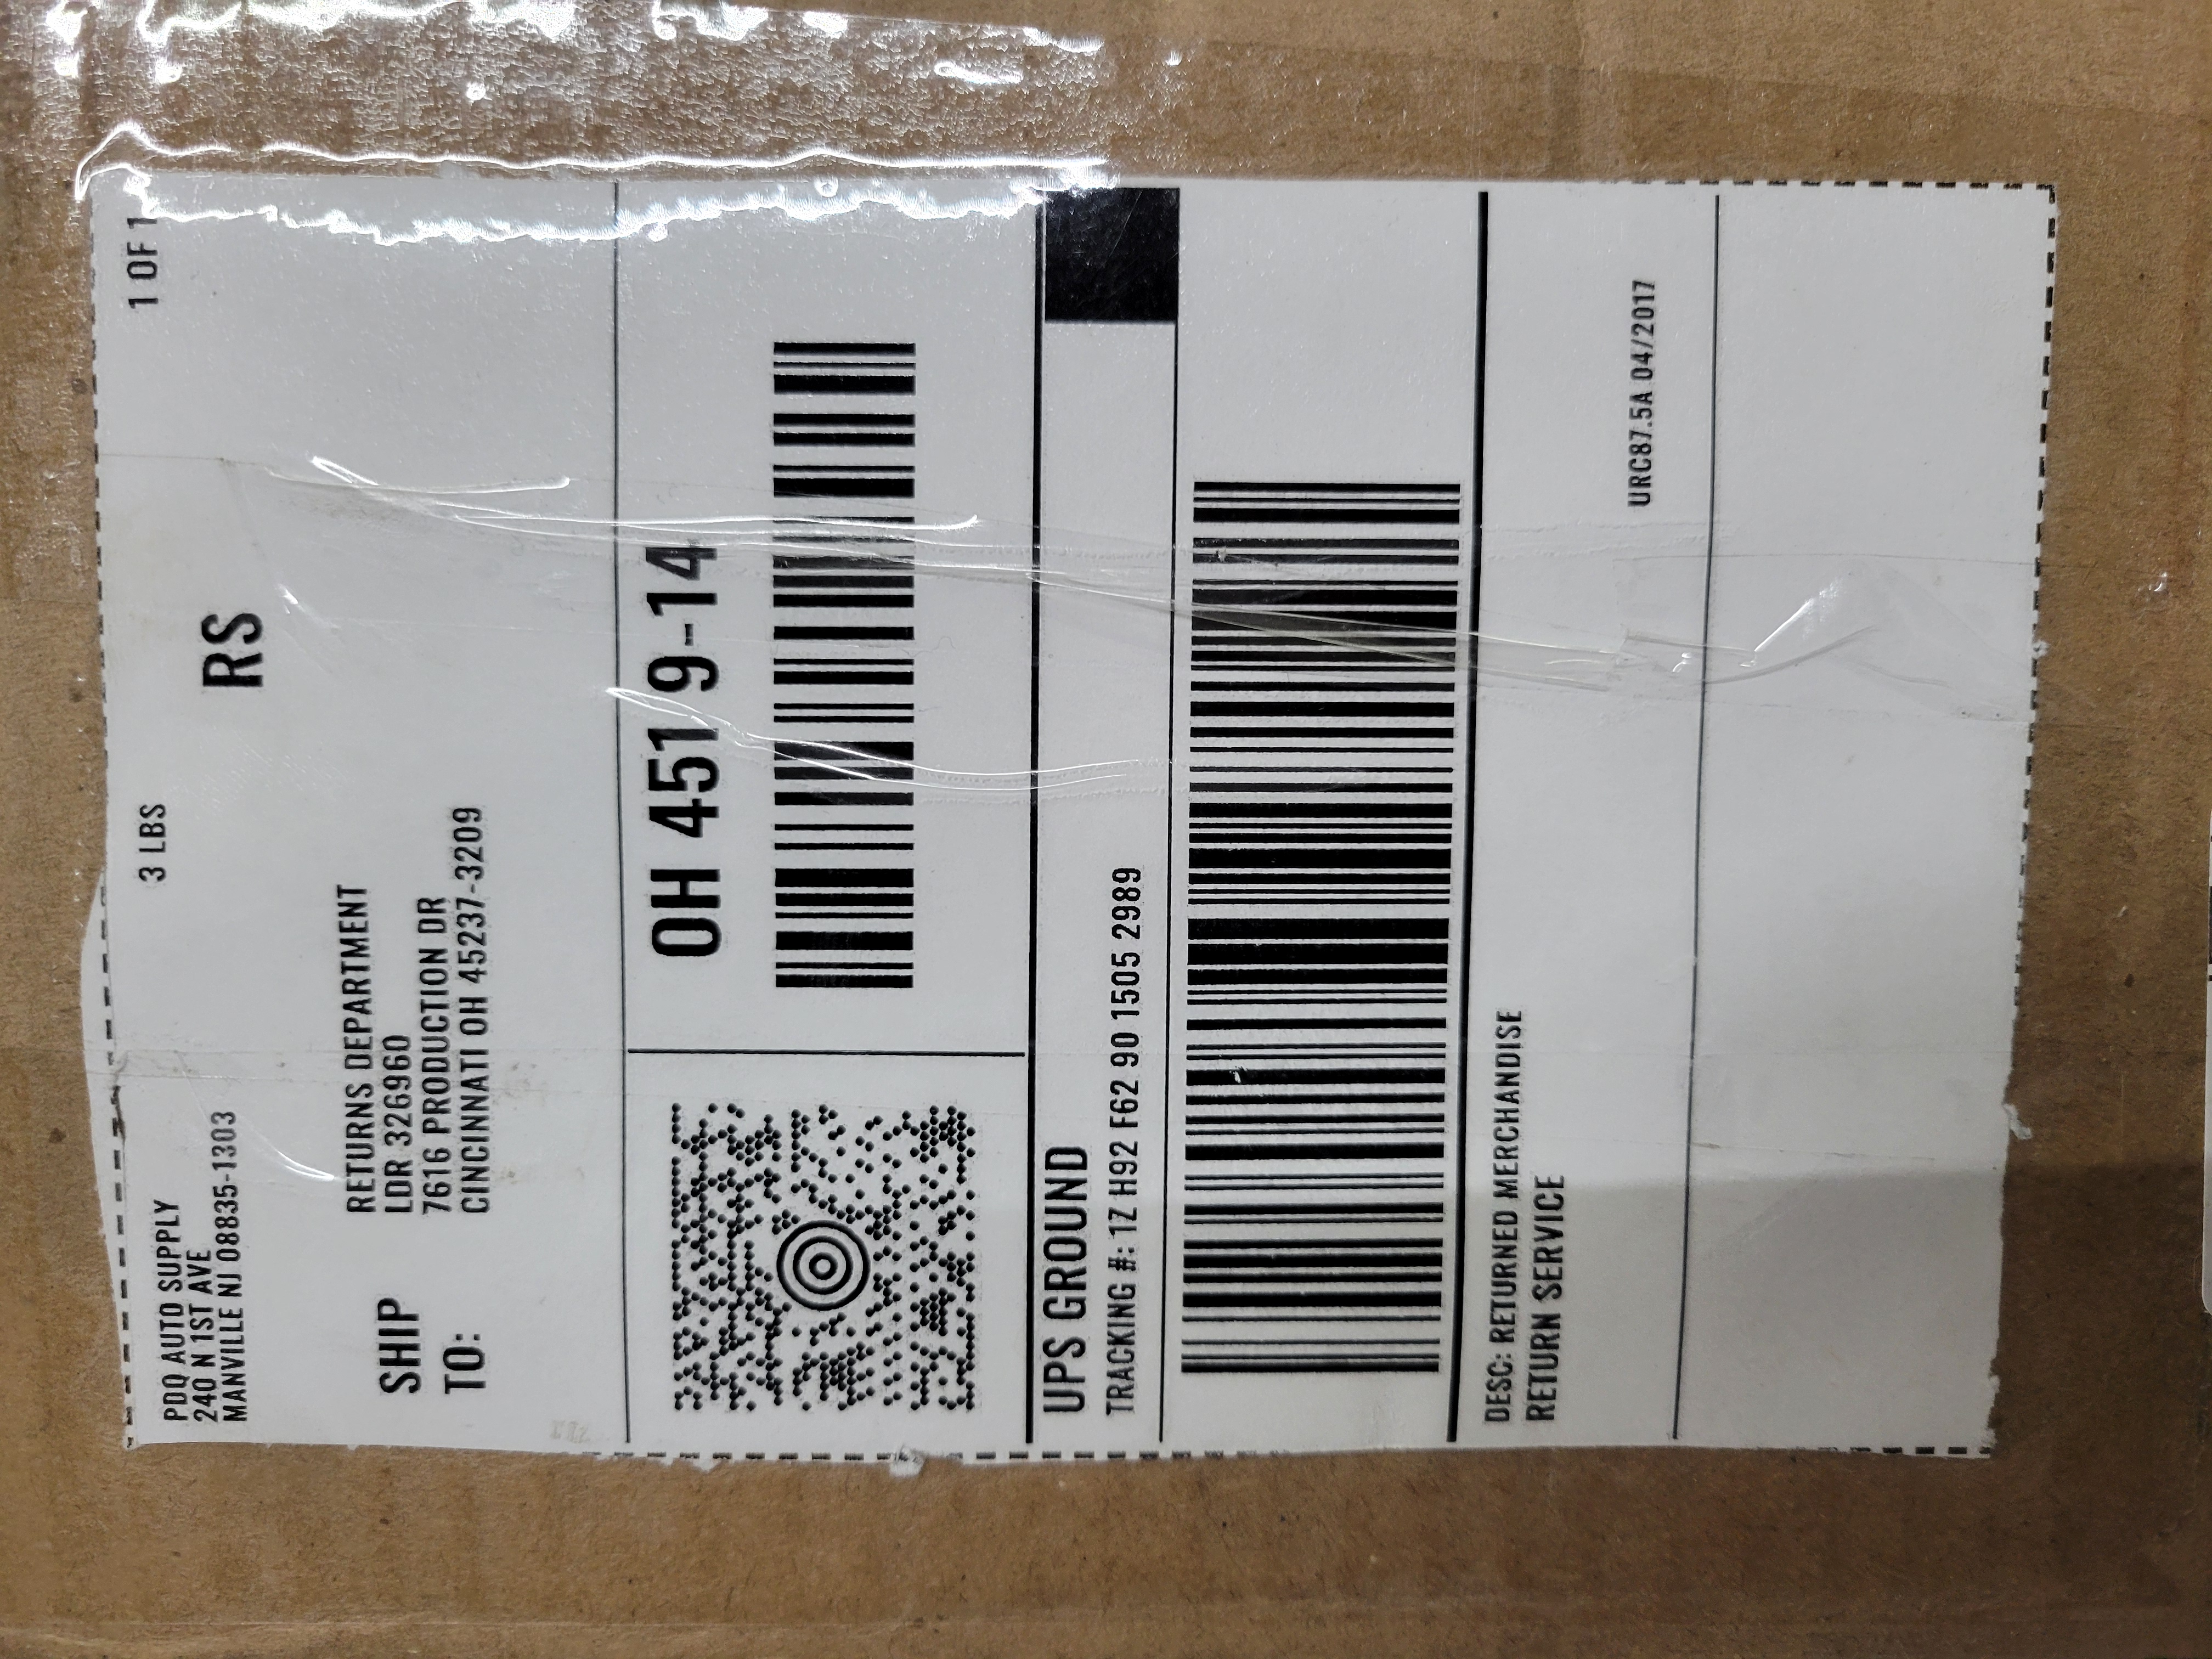 PDQ AUTO SUPPLY
240 N 1ST AVE
MANVILLE NJ 08835-1303
3 LBS
1 OF 1
RS
SHIP
TO:
RETURNS DEPARTMENT
LDR 326960
7616 PRODUCTION DR
CINCINNATI OH 45237-3209
OH 451 9-14
UPS GROUND
TRACKING #: 1Z H92 F62 90 1505 2989
DESC: RETURNED MERCHANDISE
RETURN SERVICE
URC87.5A 04/2017